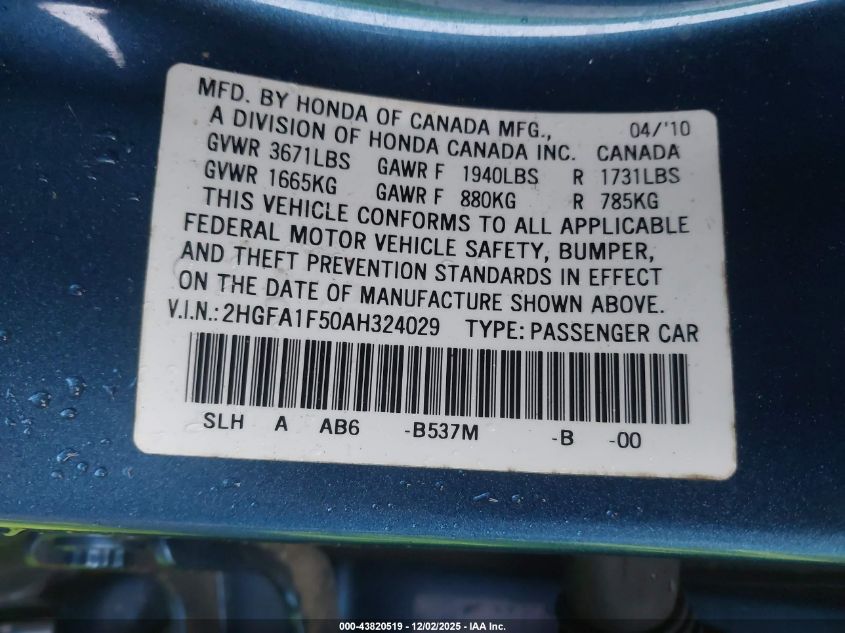 MFD. BY HONDA OF CANADA MFG., 04/'10
A DIVISION OF HONDA CANADA INC. CANADA
GVWR 3671LBS GAWR F 1940LBS R 1731LBS
GVWR 1665KG GAWR F 880KG R 785KG
THIS VEHICLE CONFORMS TO ALL APPLICABLE
FEDERAL MOTOR VEHICLE SAFETY, BUMPER,
AND THEFT PREVENTION STANDARDS IN EFFECT
ON THE DATE OF MANUFACTURE SHOWN ABOVE.
V.I.N.: 2HGFA1F50AH324029 TYPE: PASSENGER CAR
SLH A AB6 -B537M -B -00
000-43820519 | 12/02/2025 - IAA Inc.